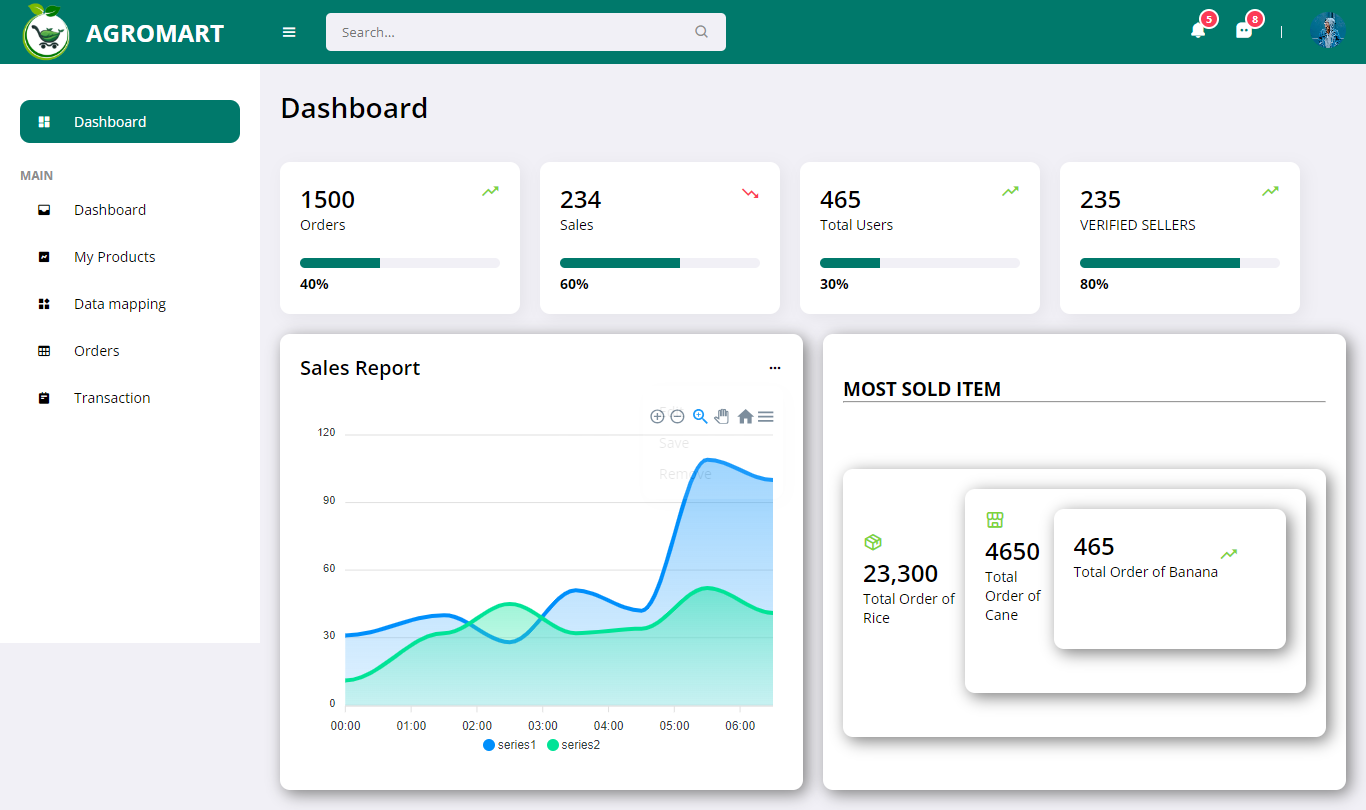 AGROMART
Search...
5
8
|
Dashboard
MAIN
Dashboard
My Products
Data mapping
Orders
Transaction
Dashboard
1500
Orders
40%
234
Sales
60%
465
Total Users
30%
235
VERIFIED SELLERS
80%
Sales Report
...
Save
Remove
120
90
60
30
0
00:00
01:00
02:00
03:00
04:00
05:00
06:00
series1
series2
MOST SOLD ITEM
23,300
Total Order of
Rice
4650
Total
Order of
Cane
465
Total Order of Banana